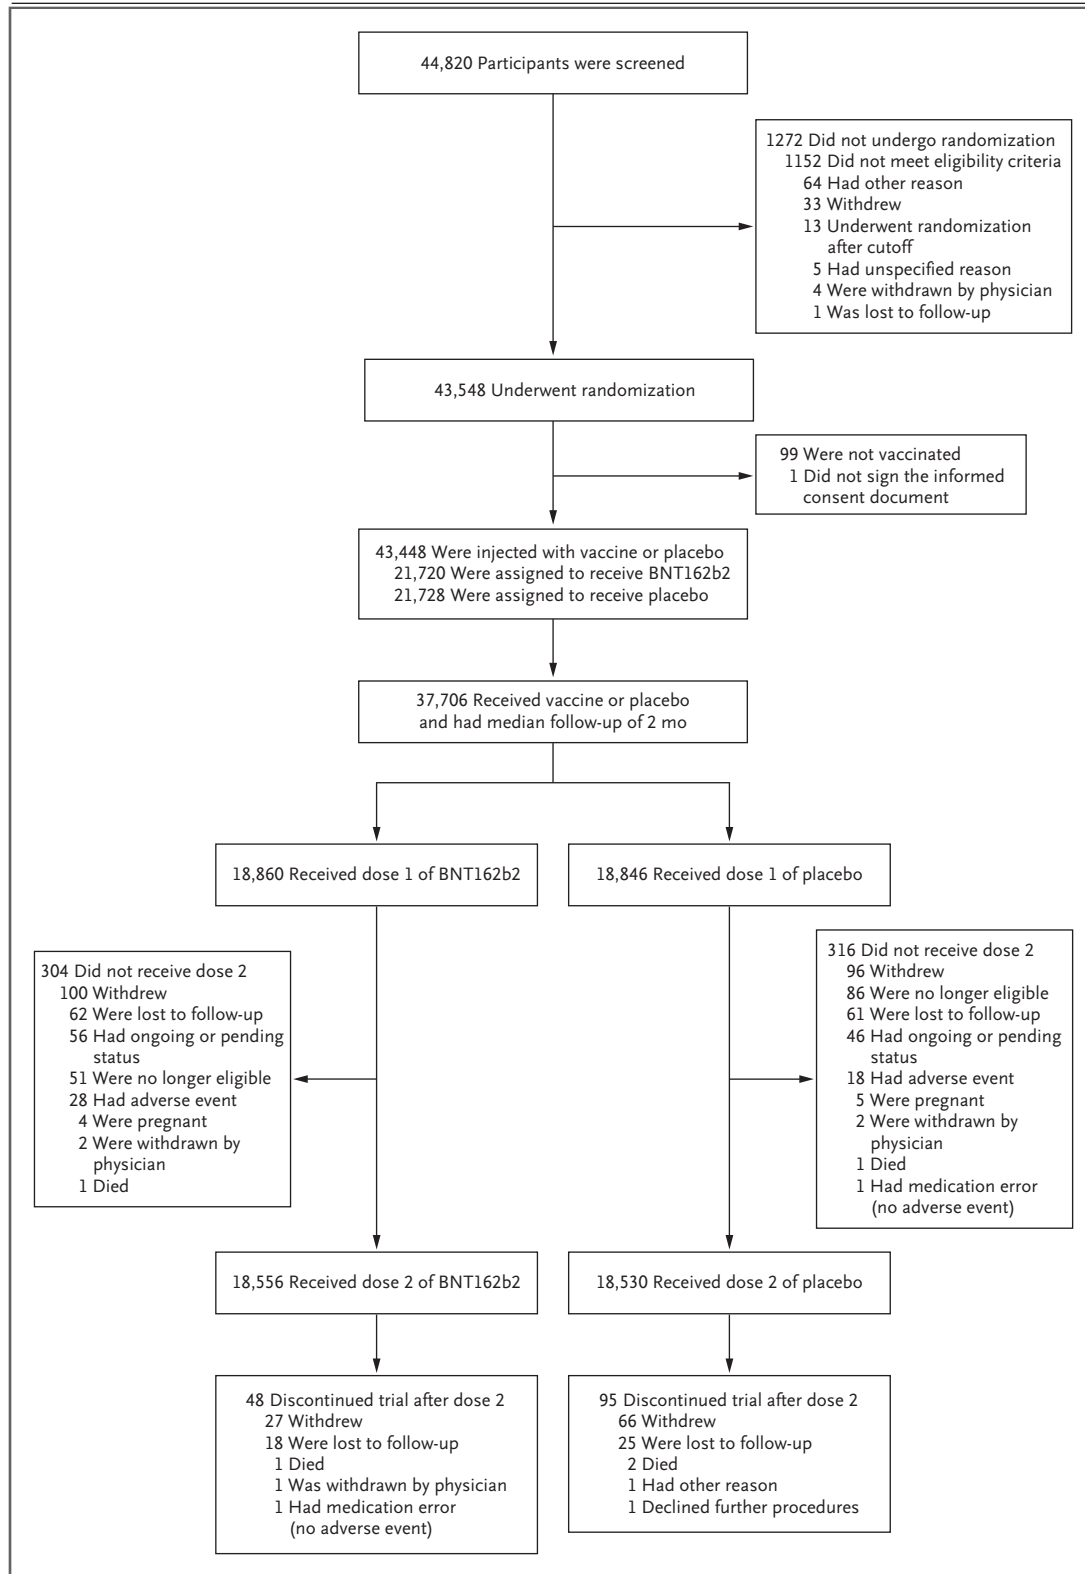 44,820 Participants were screened
1272 Did not undergo randomization
1152 Did not meet eligibility criteria
64 Had other reason
33 Withdrew
13 Underwent randomization
after cutoff
5 Had unspecified reason
4 Were withdrawn by physician
1 Was lost to follow-up
43,548 Underwent randomization
99 Were not vaccinated
1 Did not sign the informed
consent document
43,448 Were injected with vaccine or placebo
21,720 Were assigned to receive BNT162b2
21,728 Were assigned to receive placebo
37,706 Received vaccine or placebo
and had median follow-up of 2 mo
18,860 Received dose 1 of BNT162b2
18,846 Received dose 1 of placebo
304 Did not receive dose 2
100 Withdrew
62 Were lost to follow-up
56 Had ongoing or pending
status
51 Were no longer eligible
28 Had adverse event
4 Were pregnant
2 Were withdrawn by
physician
1 Died
316 Did not receive dose 2
96 Withdrew
86 Were no longer eligible
61 Were lost to follow-up
46 Had ongoing or pending
status
18 Had adverse event
5 Were pregnant
2 Were withdrawn by
physician
1 Died
1 Had medication error
(no adverse event)
18,556 Received dose 2 of BNT162b2
18,530 Received dose 2 of placebo
48 Discontinued trial after dose 2
27 Withdrew
18 Were lost to follow-up
1 Died
1 Was withdrawn by physician
1 Had medication error
(no adverse event)
95 Discontinued trial after dose 2
66 Withdrew
25 Were lost to follow-up
2 Died
1 Had other reason
1 Declined further procedures